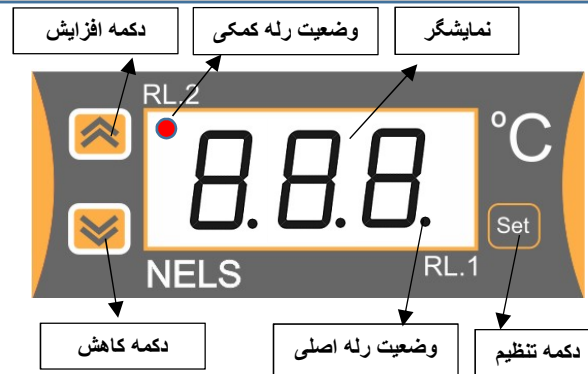 دکمه افزایش
وضعیت رله کمکی
نمایشگر
RL.2
8.8.8.
°C
Set
NELS
RL.1
دکمه کاهش
وضعیت رله اصلی
دکمه تنظیم